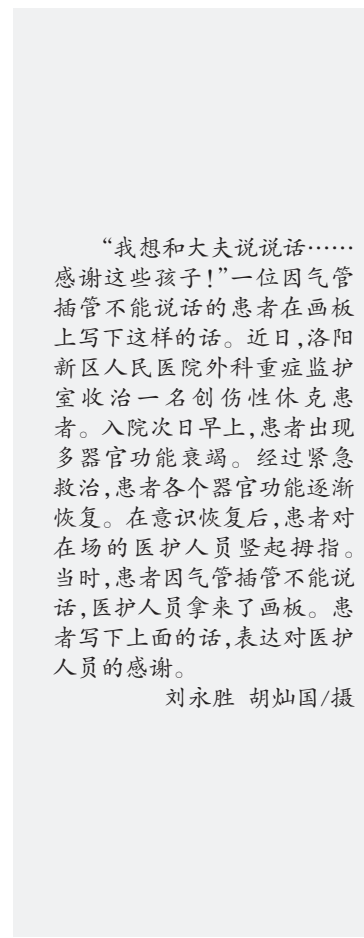 “我想和大夫说说话……
感谢这些孩子！”一位因气管
插管不能说话的患者在画板
上写下这样的话。近日，洛阳
新区人民医院外科重症监护
室收治一名创伤性休克患
者。入院次日早上，患者出现
多器官功能衰竭。经过紧急
救治，患者各个器官功能逐渐
恢复。在意识恢复后，患者对
在场的医护人员竖起拇指。
当时，患者因气管插管不能说
话，医护人员拿来了画板。患
者写下上面的话，表达对医护
人员的感谢。
刘永胜 胡灿国/摄